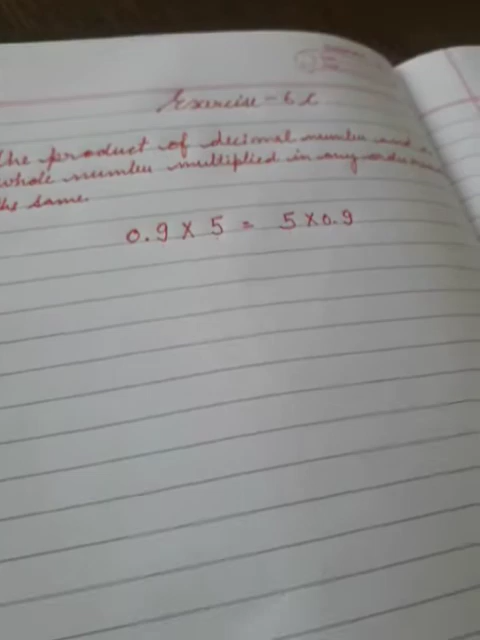 Exercise - 6
The product of decimal number and a
whole number multiplied in any order
the same.
0.9 X 5 = 5 X 0.9